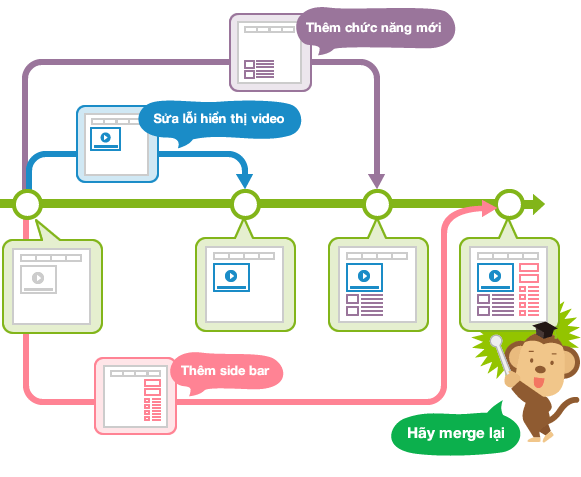 Thêm chức năng mới
Sửa lỗi hiển thị video
Thêm side bar
Hãy merge lại